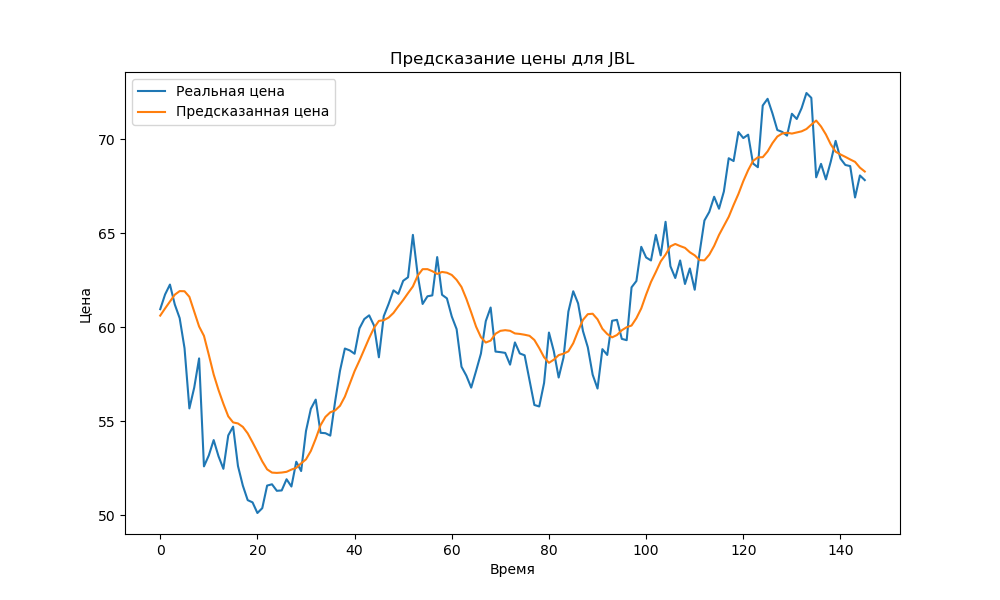 Предсказание цены для JBL
Реальная цена
Предсказанная цена
Цена
70
65
60
55
50
0 20 40 60 80 100 120 140
Время